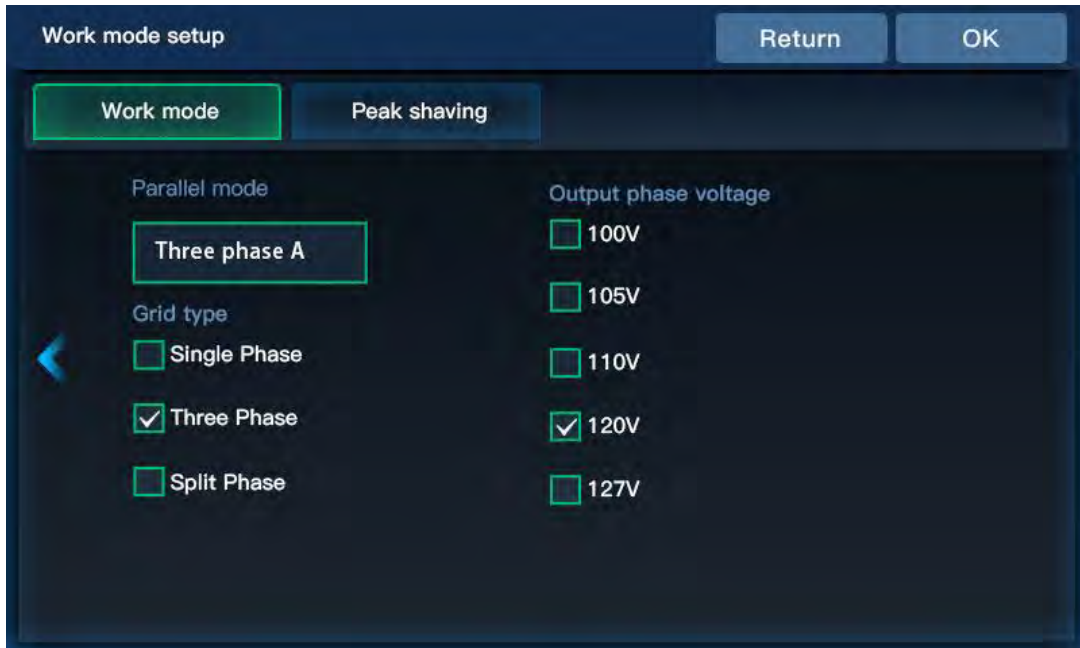 Work mode setup
Return
OK
Work mode
Peak shaving
Parallel mode
Three phase A
Grid type
Single Phase
Three Phase
Split Phase
Output phase voltage
100V
105V
110V
120V
127V